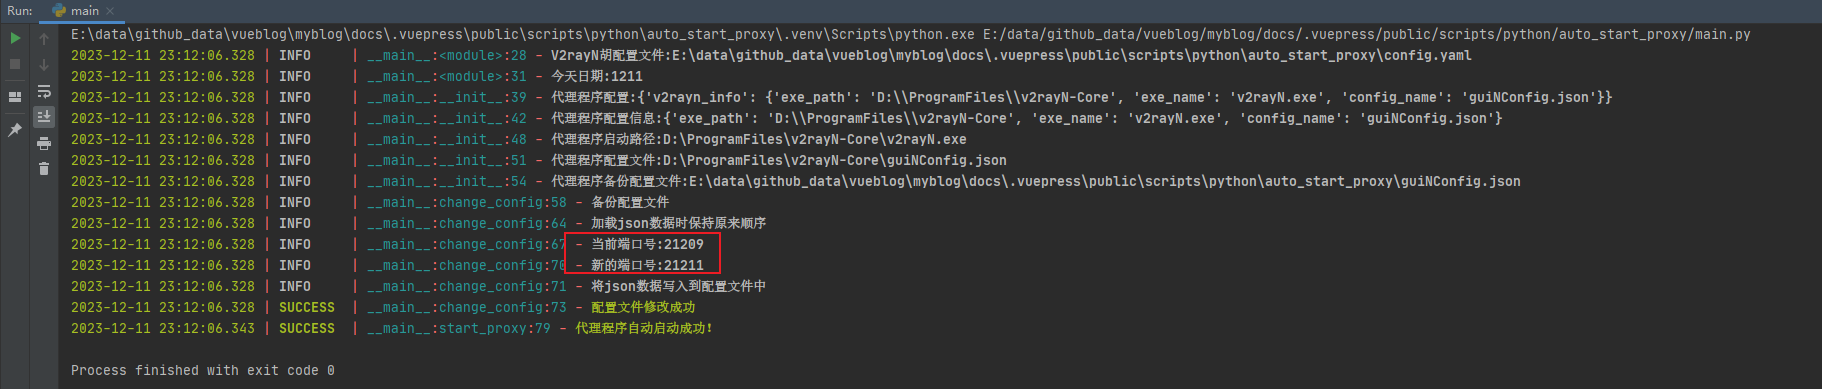 Run: main
E:\data\github_data\vueblog\myblog\docs\.vuepress\public\scripts\python\auto_start_proxy\.venv\Scripts\python.exe E:/data/github_data/vueblog/myblog/docs/.vuepress/public/scripts/python/auto_start_proxy/main.py
2023-12-11 23:12:06.328 | INFO     | __main__:<module>:28 - V2rayN胡配置文件:E:\data\github_data\vueblog\myblog\docs\.vuepress\public\scripts\python\auto_start_proxy\config.yaml
2023-12-11 23:12:06.328 | INFO     | __main__:<module>:31 - 今天日期:1211
2023-12-11 23:12:06.328 | INFO     | __main__:__init__:39 - 代理程序配置:{'v2rayn_info': {'exe_path': 'D:\\ProgramFiles\\v2rayN-Core', 'exe_name': 'v2rayN.exe', 'config_name': 'guiNConfig.json'}}
2023-12-11 23:12:06.328 | INFO     | __main__:__init__:42 - 代理程序配置信息:{'exe_path': 'D:\\ProgramFiles\\v2rayN-Core', 'exe_name': 'v2rayN.exe', 'config_name': 'guiNConfig.json'}
2023-12-11 23:12:06.328 | INFO     | __main__:__init__:48 - 代理程序启动路径:D:\ProgramFiles\v2rayN-Core\v2rayN.exe
2023-12-11 23:12:06.328 | INFO     | __main__:__init__:51 - 代理程序配置文件:D:\ProgramFiles\v2rayN-Core\guiNConfig.json
2023-12-11 23:12:06.328 | INFO     | __main__:__init__:54 - 代理程序备份配置文件:E:\data\github_data\vueblog\myblog\docs\.vuepress\public\scripts\python\auto_start_proxy\guiNConfig.json
2023-12-11 23:12:06.328 | INFO     | __main__:change_config:58 - 备份配置文件
2023-12-11 23:12:06.328 | INFO     | __main__:change_config:64 - 加载json数据时保持原来顺序
2023-12-11 23:12:06.328 | INFO     | __main__:change_config:67 - 当前端口号:21209
2023-12-11 23:12:06.328 | INFO     | __main__:change_config:70 - 新的端口号:21211
2023-12-11 23:12:06.328 | INFO     | __main__:change_config:71 - 将json数据写入到配置文件中
2023-12-11 23:12:06.328 | SUCCESS  | __main__:change_config:73 - 配置文件修改成功
2023-12-11 23:12:06.343 | SUCCESS  | __main__:start_proxy:79 - 代理程序自动启动成功!
Process finished with exit code 0